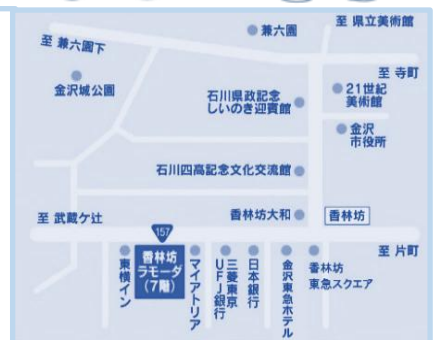 至 兼六園下
兼六園
至 県立美術館
金沢城公園
至 寺町
21世紀
美術館
石川県政記念
しいのき迎賓館
金沢
市役所
石川四高記念文化交流館
至 武蔵ケ辻
香林坊大和
香林坊
157
至 片町
東横イン
香林坊
ラモーダ
(7階)
マイアトリア
三菱東京
UFJ銀行
日本銀行
金沢東急ホテル
香林坊
東急スクエア